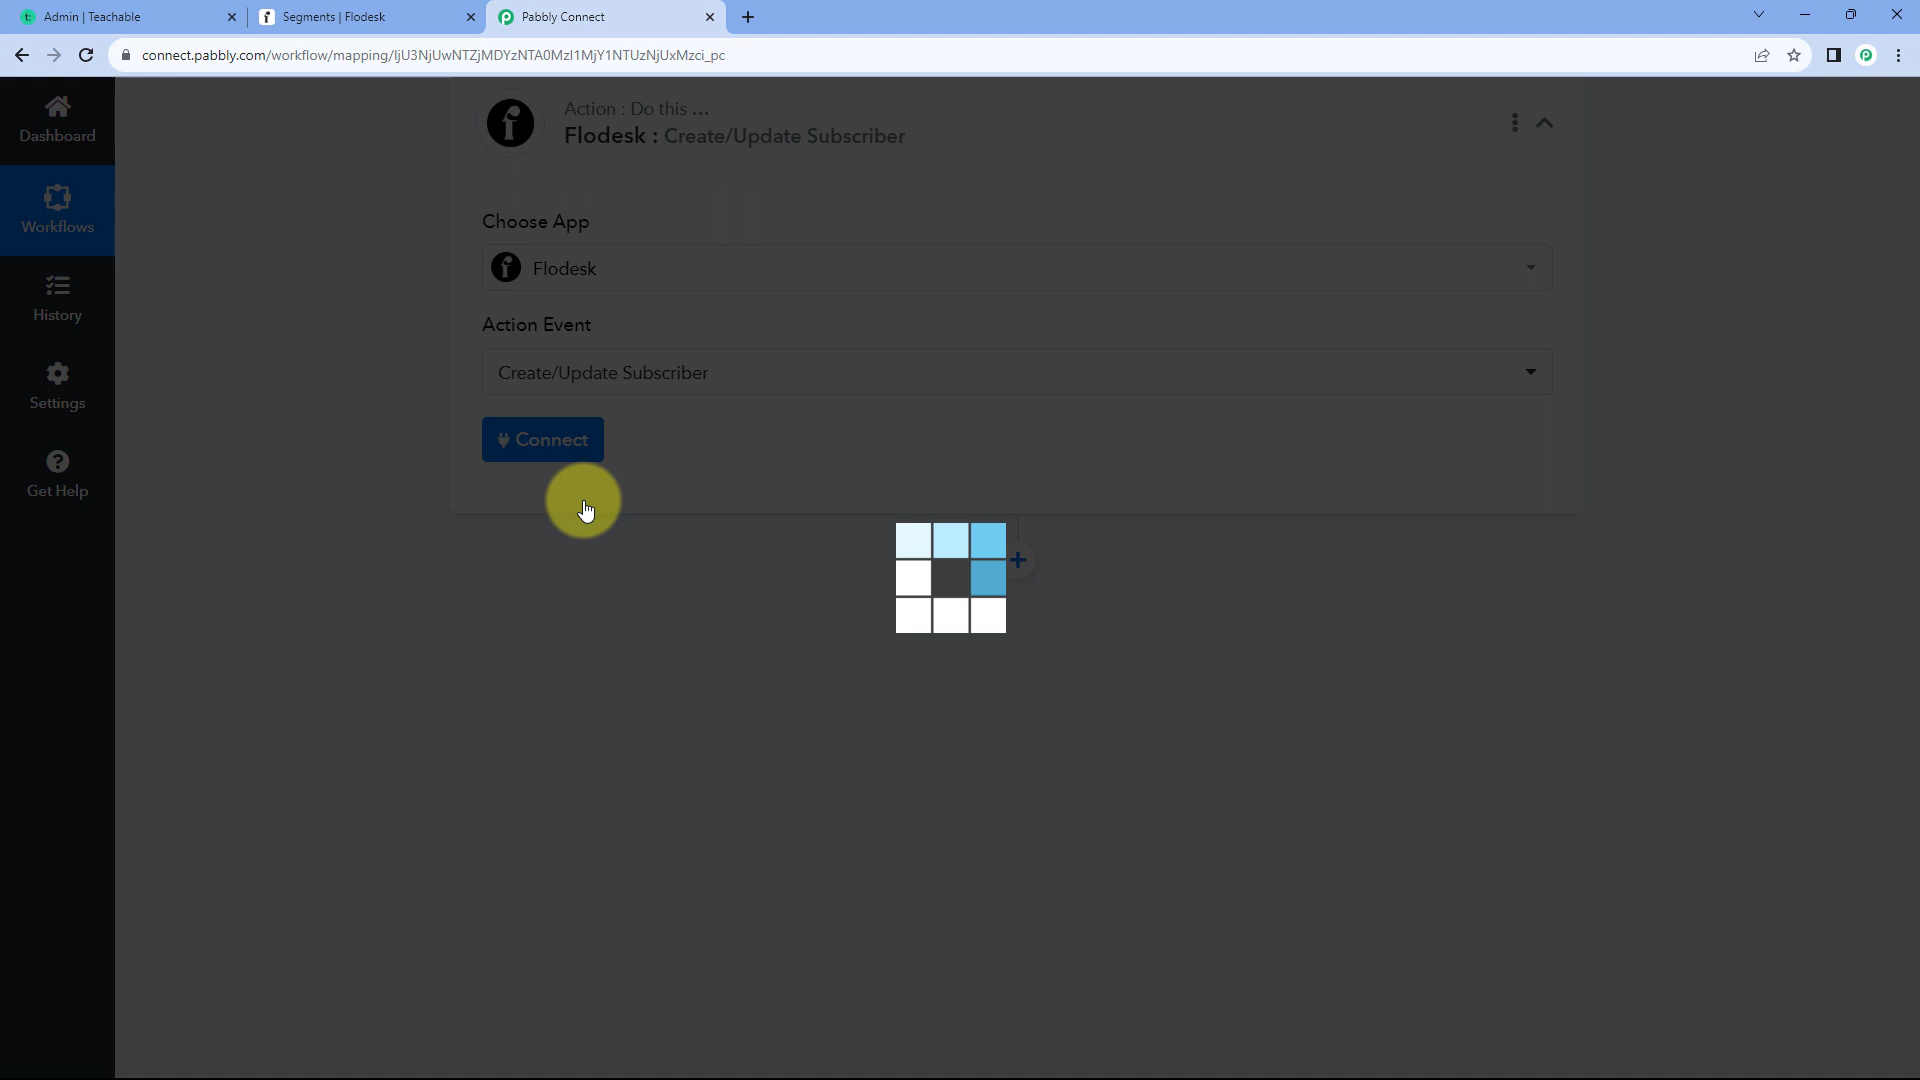 Admin | Teachable
Segments | Flodesk
Pabbly Connect
connect.pabbly.com/workflow/mapping/IjU3NjUwNTZjMDYzNTA0MzI1MjY1NTUzNjUxMzci_pc
Dashboard
Workflows
History
Settings
Get Help
Action : Do this ...
Flodesk : Create/Update Subscriber
Choose App
Flodesk
Action Event
Create/Update Subscriber
Connect